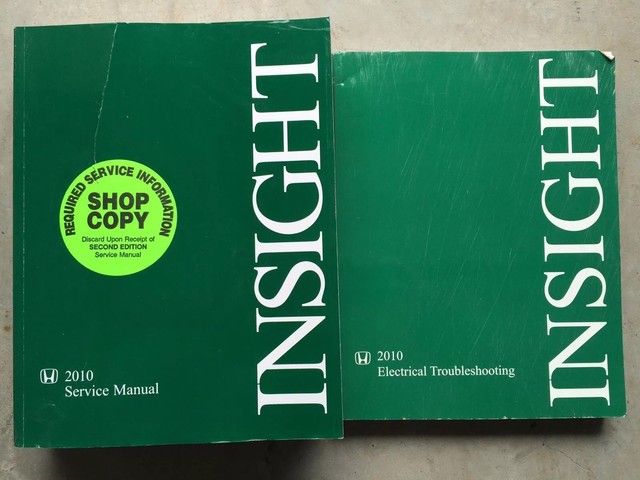 INSIGHT
REQUIRED SERVICE INFORMATION
SHOP
COPY
Discard Upon Receipt of
SECOND EDITION
Service Manual
2010
Service Manual
INSIGHT
2010
Electrical Troubleshooting